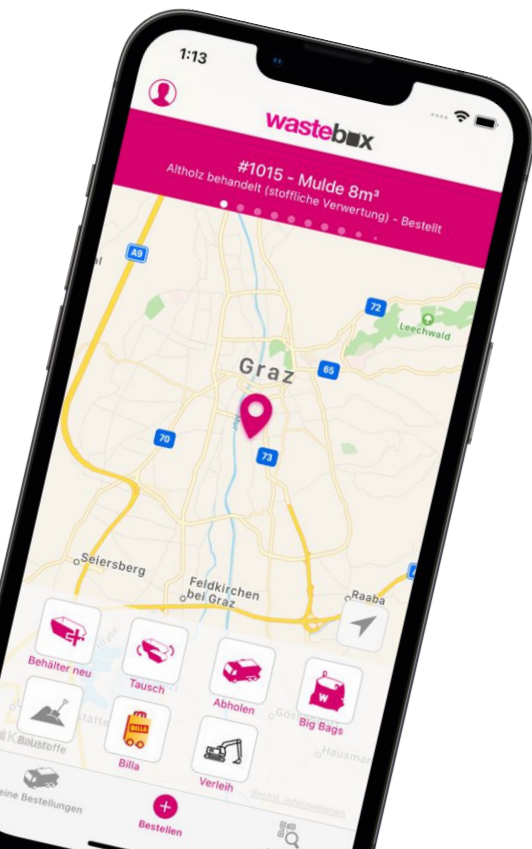 1:13
wastebox
#1015 - Mulde 8m³
Altholz behandelt (stoffliche Verwertung) - Bestellt
A9
72
Leechwald
Graz
65
Mur
70
73
Seiersberg
Feldkirchen
bei Graz
Raaba
Behälter neu
Tausch
Abholen
W
Big Bags
BILLA
Baustoffe
Billa
Verleih
Rechtl. Informationen
eine Bestellungen
Bestellen